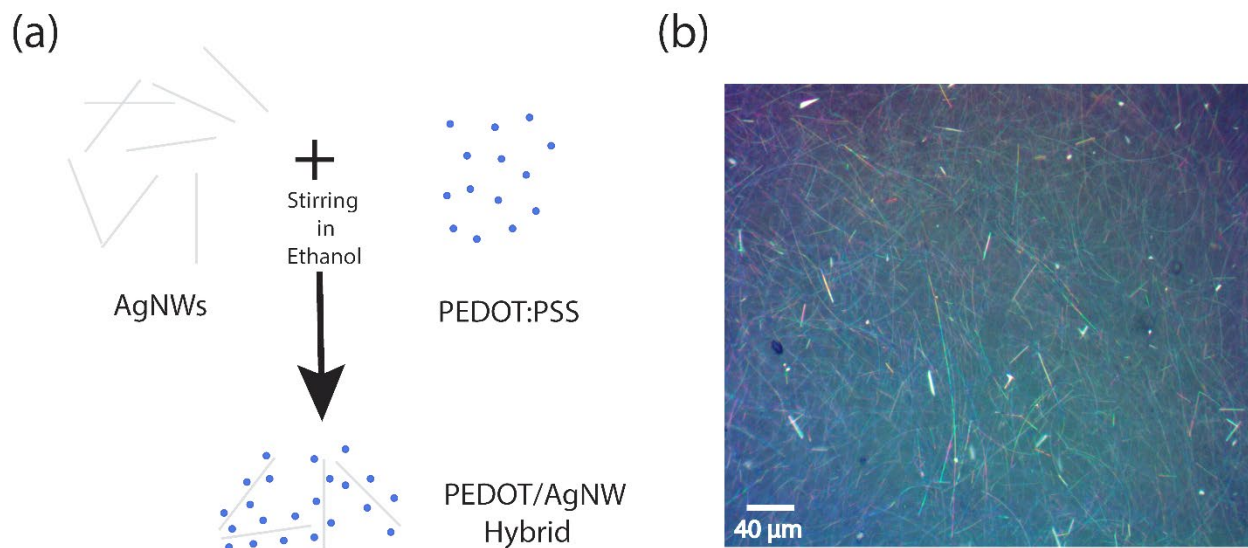 (a)
(b)
+
Stirring
in
Ethanol
AgNWs
PEDOT:PSS
PEDOT/AgNW
Hybrid
40 µm